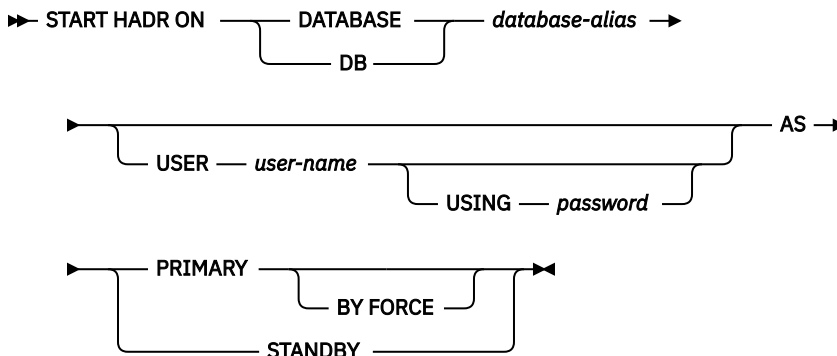 START HADR ON DATABASE database-alias
DB
AS
USER user-name
USING password
PRIMARY
BY FORCE
STANDBY